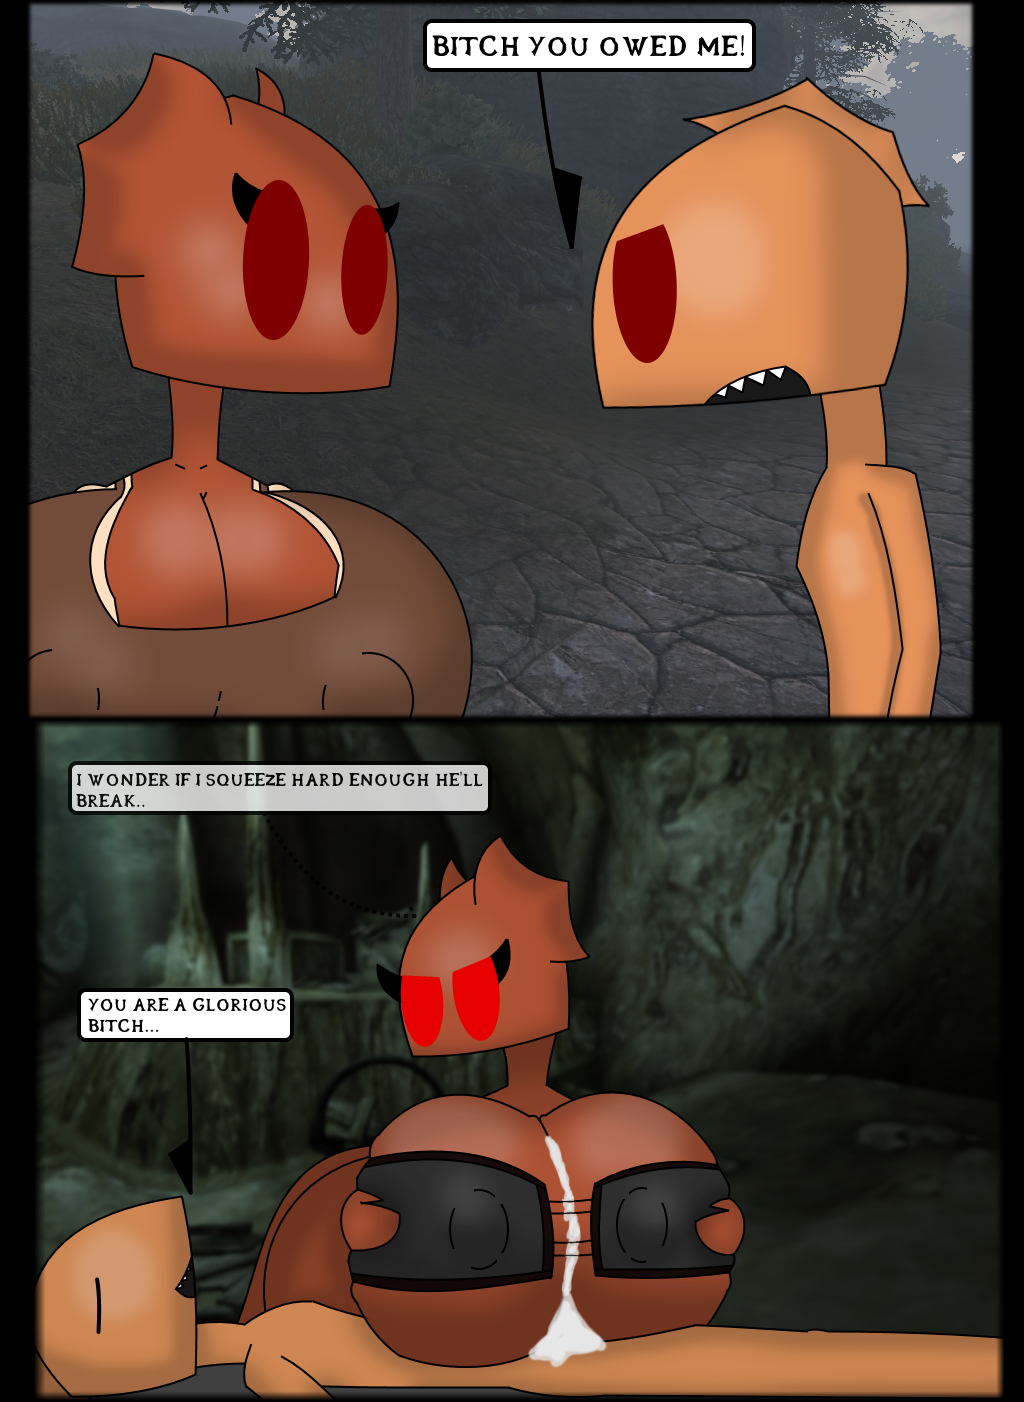 BITCH YOU OWED ME!
I WONDER IF I SQUEEZE HARD ENOUGH HE'LL
BREAK..
YOU ARE A GLORIOUS
BITCH...